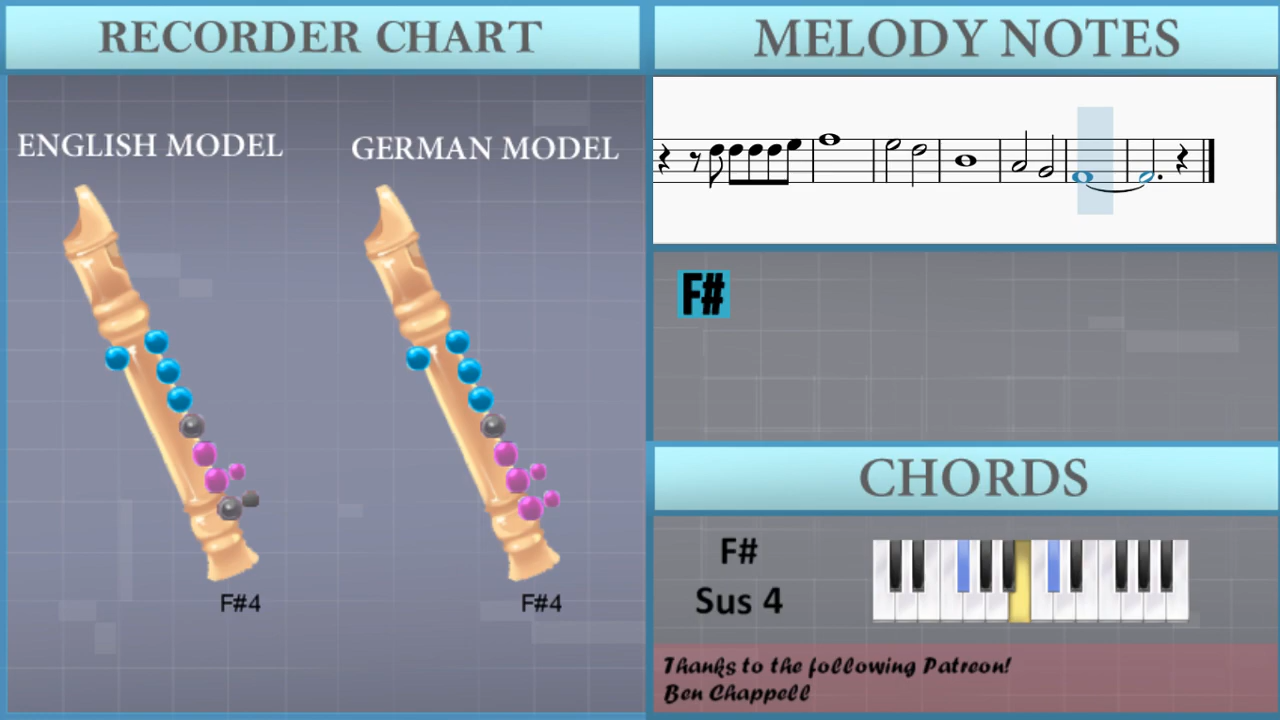 RECORDER CHART
ENGLISH MODEL
GERMAN MODEL
F#4
F#4
MELODY NOTES
F#
CHORDS
F#
Sus 4
Thanks to the following Patreon!
Ben Chappell